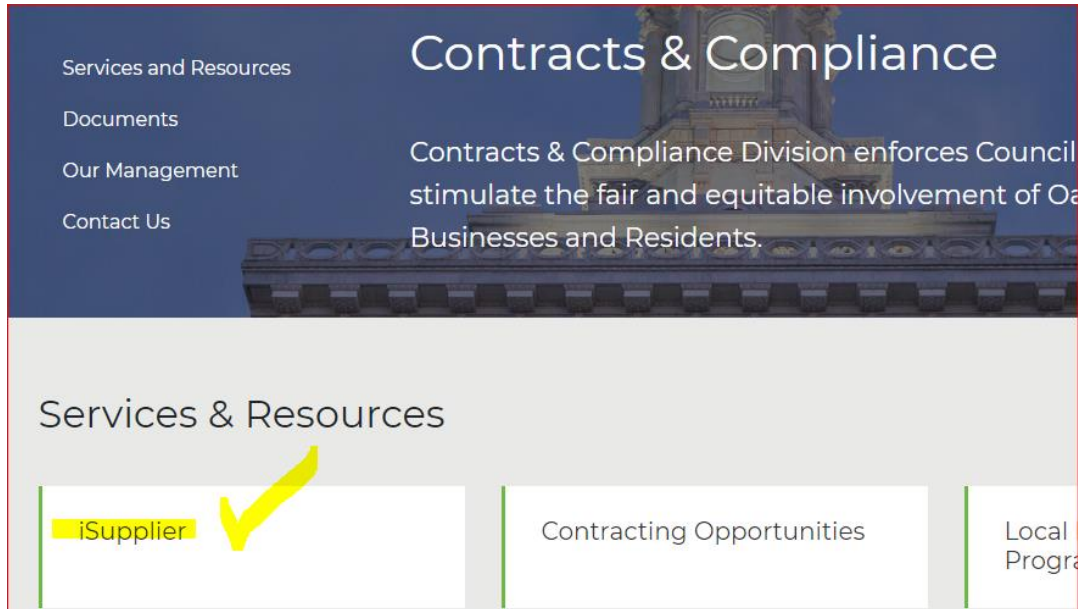 Services and Resources
Documents
Our Management
Contact Us
Contracts & Compliance
Contracts & Compliance Division enforces Council
stimulate the fair and equitable involvement of
Businesses and Residents.
Services & Resources
iSupplier
Contracting Opportunities
Local